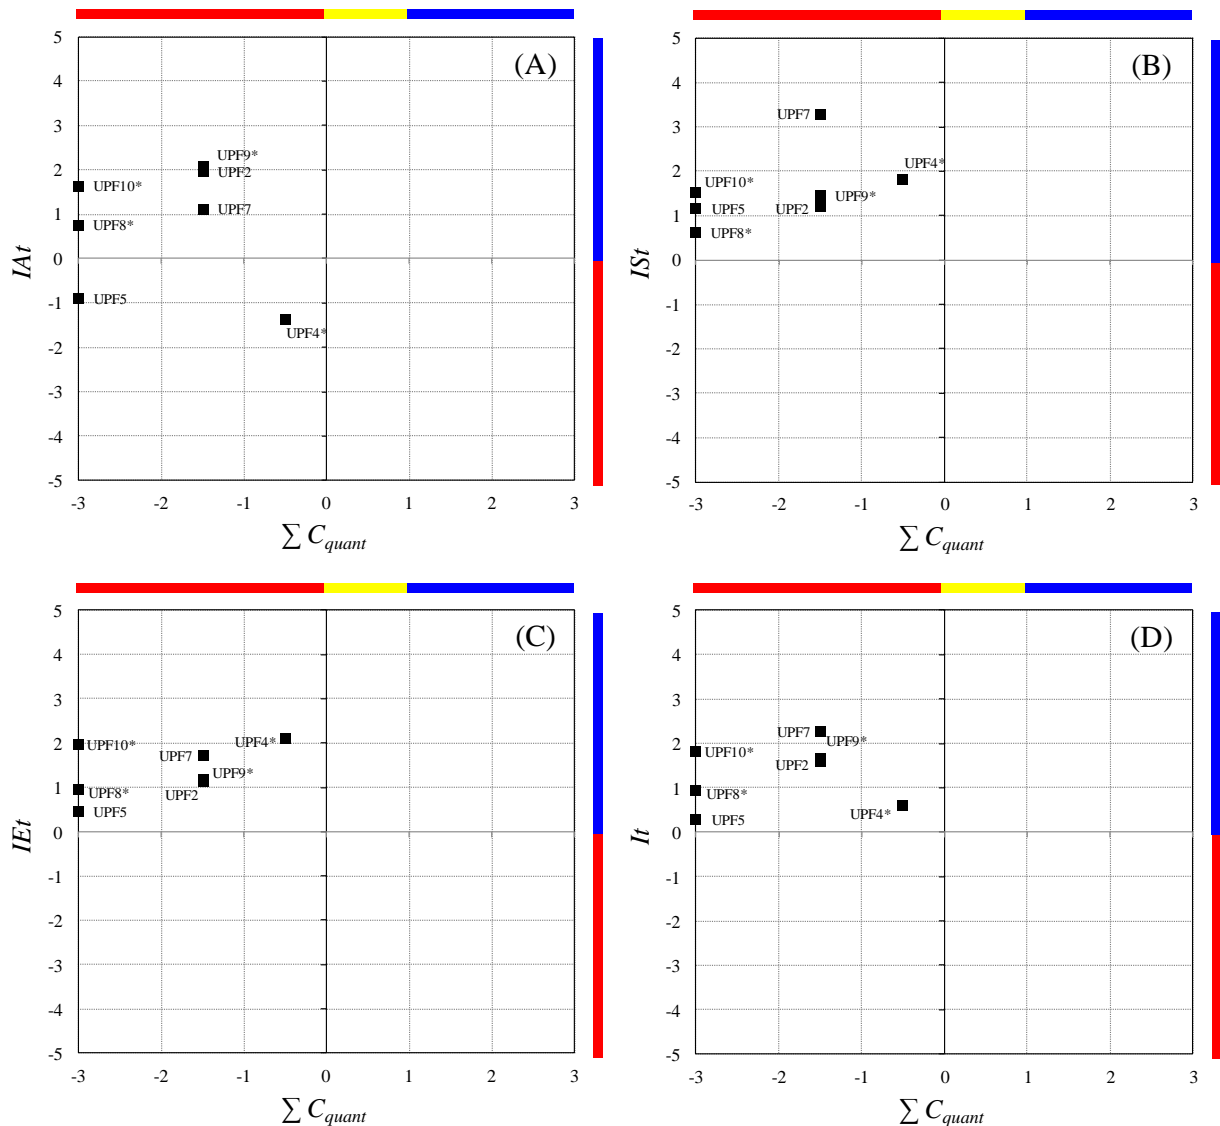 (A)
5
4
3
2
1
0
-1
-2
-3
-4
-5
IAt
UPF9*
UPF2
UPF10*
UPF7
UPF8*
UPF5
UPF4*
-3 -2 -1 0 1 2 3
∑ C quant
(B)
5
4
3
2
1
0
-1
-2
-3
-4
-5
ISt
UPF7
UPF4*
UPF10*
UPF9*
UPF5
UPF2
UPF8*
-3 -2 -1 0 1 2 3
∑ C quant
(C)
5
4
3
2
1
0
-1
-2
-3
-4
-5
IEt
UPF4*
UPF10*
UPF7
UPF9*
UPF8*
UPF2
UPF5
-3 -2 -1 0 1 2 3
∑ C quant
(D)
5
4
3
2
1
0
-1
-2
-3
-4
-5
It
UPF7
UPF9*
UPF10*
UPF2
UPF8*
UPF4*
UPF5
-3 -2 -1 0 1 2 3
∑ C quant